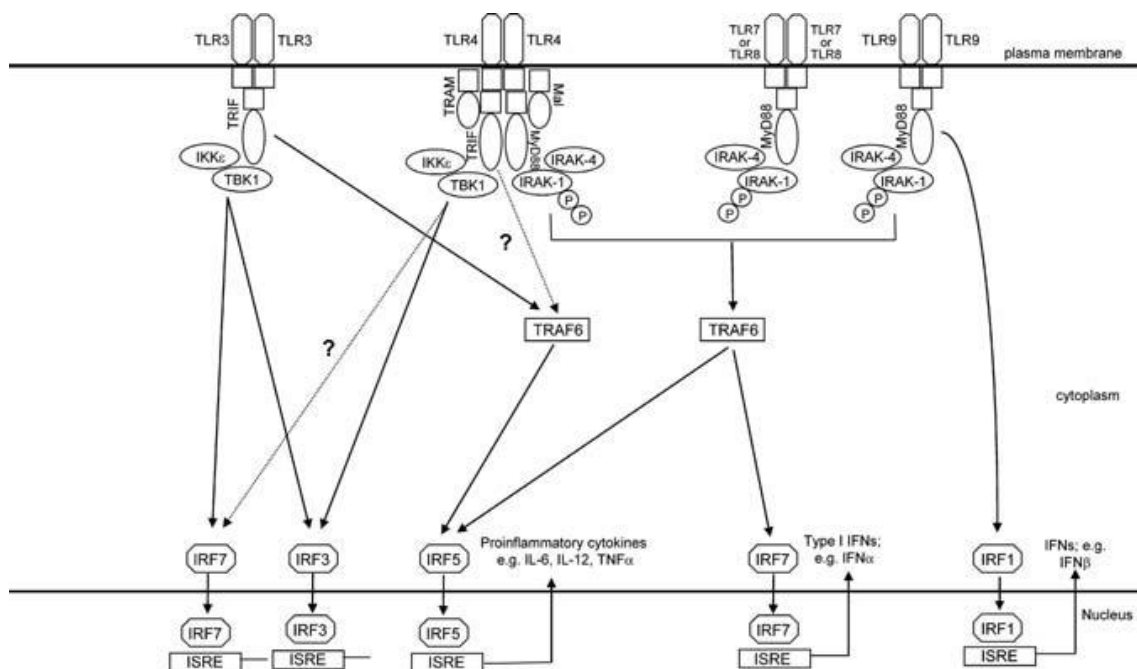 TLR3 TLR3 TLR4 TLR4 TLR7 or TLR8 TLR7 or TLR8 TLR9 TLR9
plasma membrane
TRAM Mal
TRIF TRIF MyD88 MyD88 MyD88
IKKε TBK1 IKKε TBK1 IRAK-4 IRAK-1 P P IRAK-4 IRAK-1 P P IRAK-4 IRAK-1 P P
?
?
TRAF6 TRAF6
cytoplasm
IRF7 IRF3 IRF5
Proinflammatory cytokines
e.g. IL-6, IL-12, TNFα
IRF7
Type I IFNs;
e.g. IFNα
IRF1
IFNs; e.g.
IFNβ
Nucleus
IRF7 IRF3 IRF5 IRF7 IRF1
ISRE ISRE ISRE ISRE ISRE